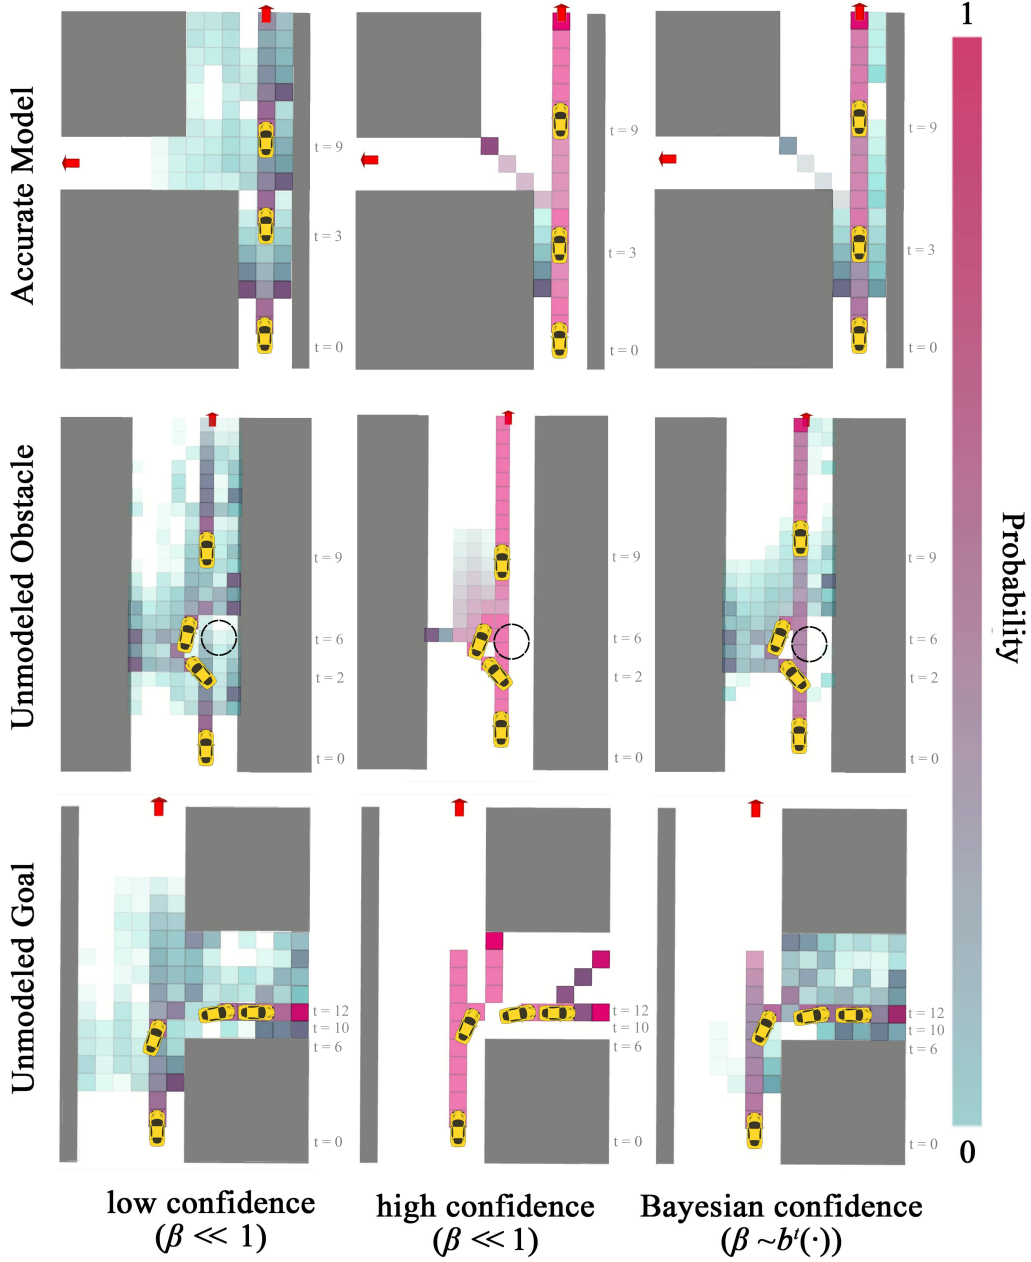 1
Accurate Model
t = 9
t = 3
t = 0
t = 9
t = 3
t = 0
t = 9
t = 3
t = 0
Unmodeled Obstacle
t = 9
t = 6
t = 2
t = 0
t = 9
t = 6
t = 2
t = 0
t = 9
t = 6
t = 2
t = 0
Probability
Unmodeled Goal
t = 12
t = 10
t = 6
t = 0
t = 12
t = 10
t = 6
t = 0
t = 12
t = 10
t = 6
t = 0
0
low confidence
(β ≪ 1)
high confidence
(β ≪ 1)
Bayesian confidence
(β ~bᵗ(·))